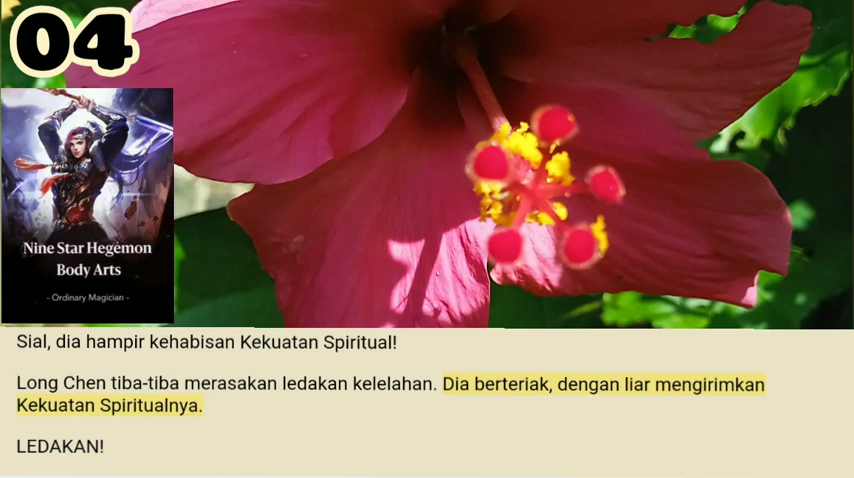 04
Nine Star Hegemon
Body Arts
- Ordinary Magician -
Sial, dia hampir kehabisan Kekuatan Spiritual!
Long Chen tiba-tiba merasakan ledakan kelelahan. Dia berteriak, dengan liar mengirimkan
Kekuatan Spiritualnya.
LEDAKAN!